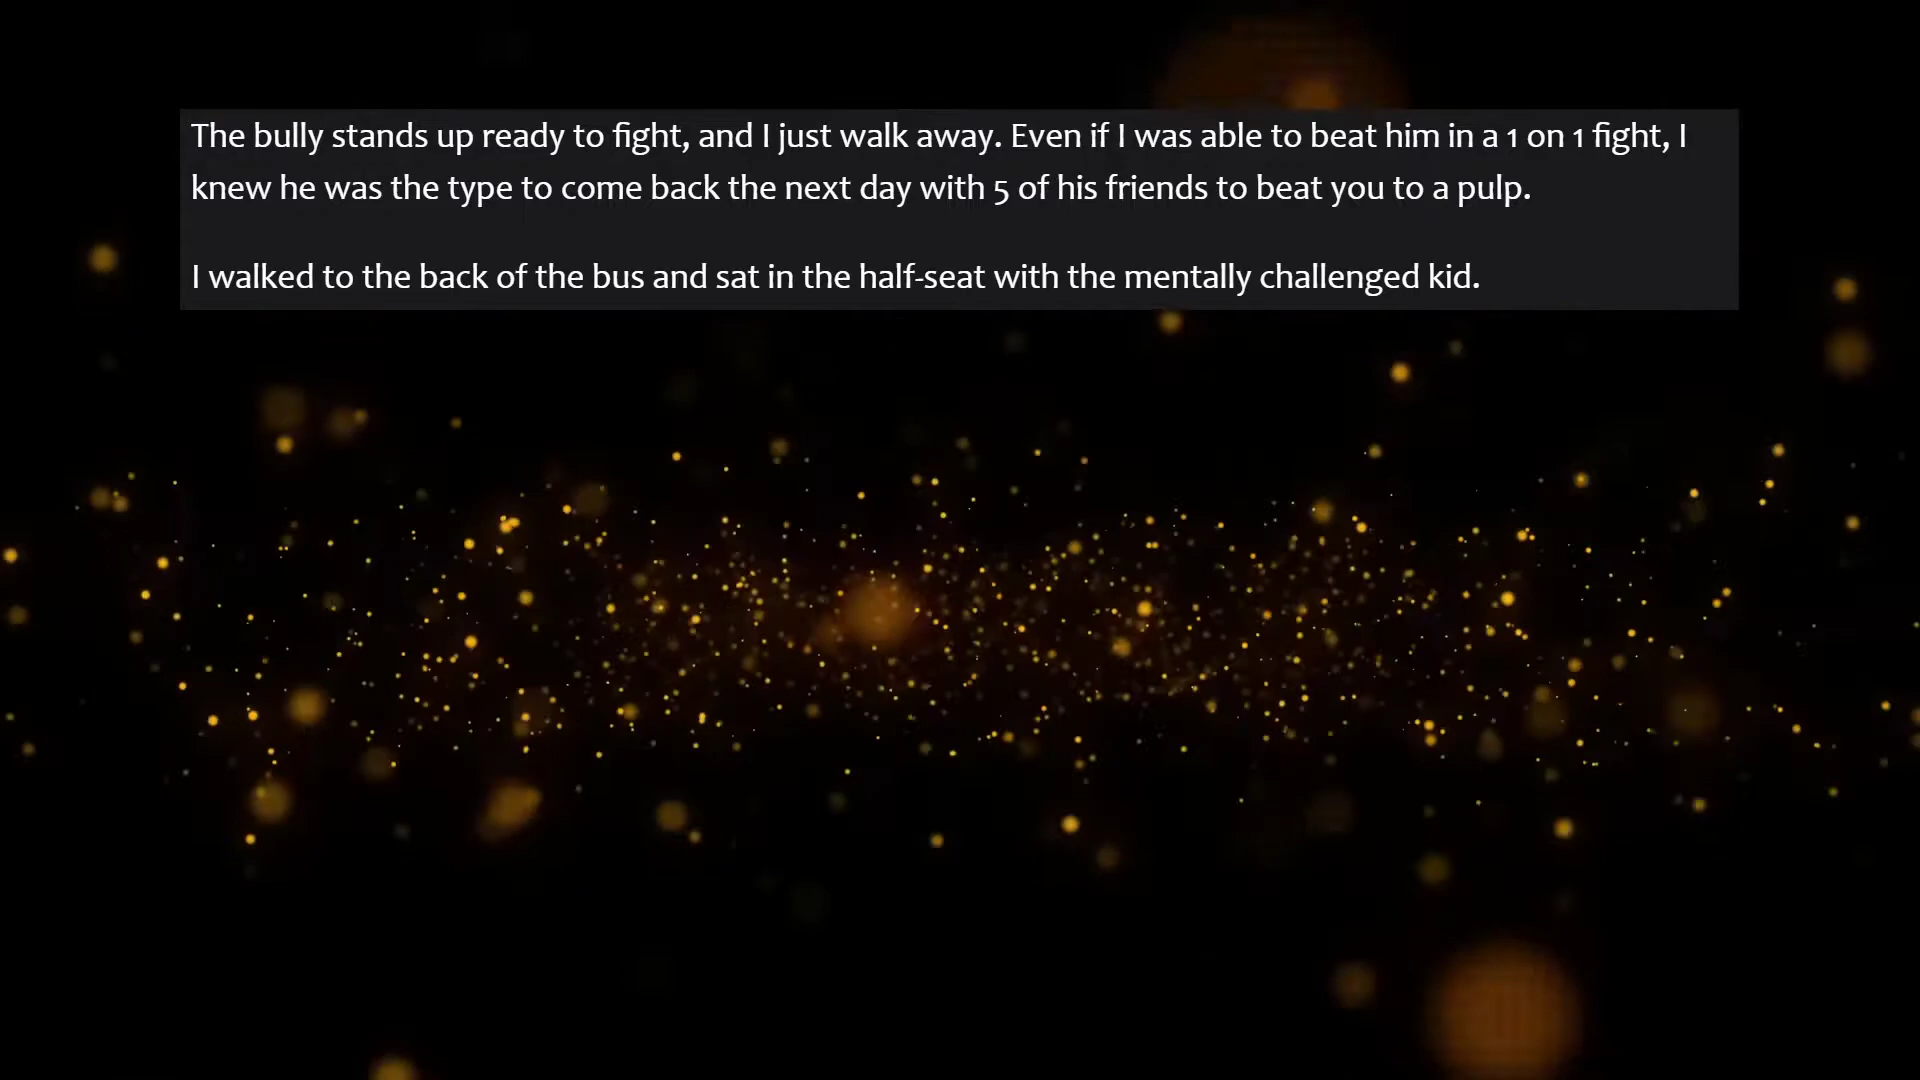 The bully stands up ready to fight, and I just walk away. Even if I was able to beat him in a 1 on 1 fight, I
knew he was the type to come back the next day with 5 of his friends to beat you to a pulp.
I walked to the back of the bus and sat in the half-seat with the mentally challenged kid.